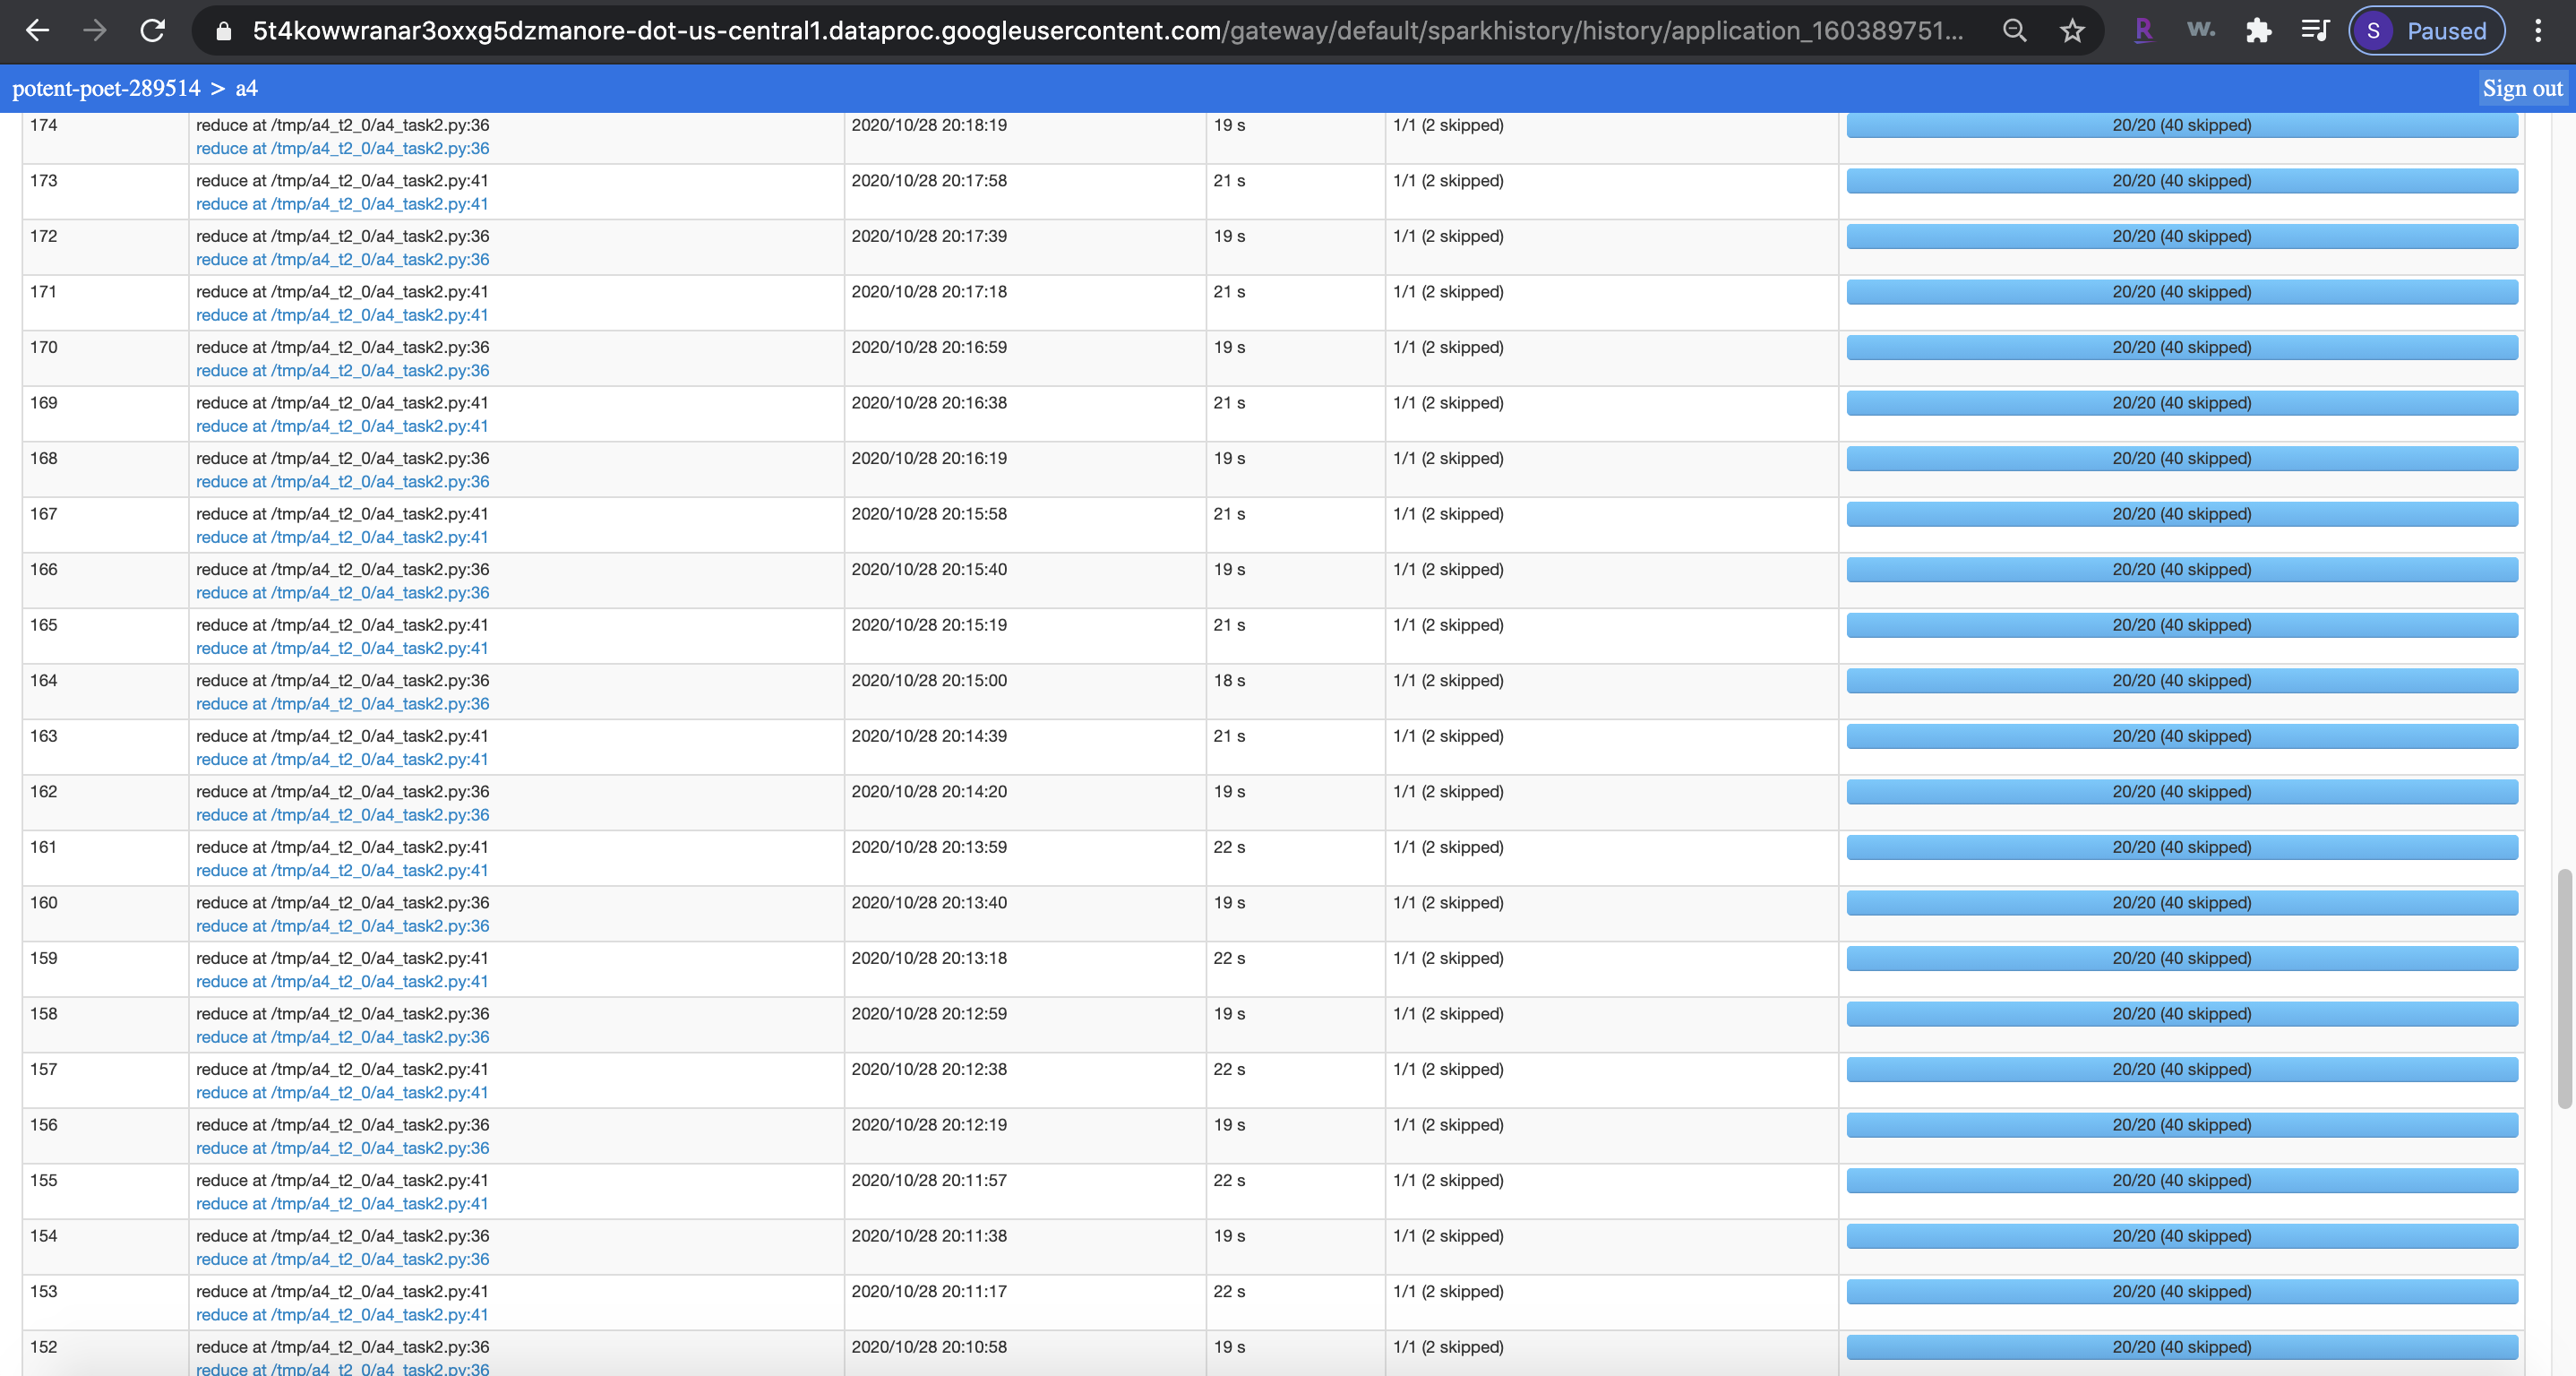 5t4kowwranar3oxxg5dzmanore-dot-us-central1.dataproc.googleusercontent.com/gateway/default/sparkhistory/history/application_160389751...
R
w.
S Paused
potent-poet-289514 > a4
Sign out
174 reduce at /tmp/a4_t2_0/a4_task2.py:36 2020/10/28 20:18:19 19 s 1/1 (2 skipped) 20/20 (40 skipped)
reduce at /tmp/a4_t2_0/a4_task2.py:36
173 reduce at /tmp/a4_t2_0/a4_task2.py:41 2020/10/28 20:17:58 21 s 1/1 (2 skipped) 20/20 (40 skipped)
reduce at /tmp/a4_t2_0/a4_task2.py:41
172 reduce at /tmp/a4_t2_0/a4_task2.py:36 2020/10/28 20:17:39 19 s 1/1 (2 skipped) 20/20 (40 skipped)
reduce at /tmp/a4_t2_0/a4_task2.py:36
171 reduce at /tmp/a4_t2_0/a4_task2.py:41 2020/10/28 20:17:18 21 s 1/1 (2 skipped) 20/20 (40 skipped)
reduce at /tmp/a4_t2_0/a4_task2.py:41
170 reduce at /tmp/a4_t2_0/a4_task2.py:36 2020/10/28 20:16:59 19 s 1/1 (2 skipped) 20/20 (40 skipped)
reduce at /tmp/a4_t2_0/a4_task2.py:36
169 reduce at /tmp/a4_t2_0/a4_task2.py:41 2020/10/28 20:16:38 21 s 1/1 (2 skipped) 20/20 (40 skipped)
reduce at /tmp/a4_t2_0/a4_task2.py:41
168 reduce at /tmp/a4_t2_0/a4_task2.py:36 2020/10/28 20:16:19 19 s 1/1 (2 skipped) 20/20 (40 skipped)
reduce at /tmp/a4_t2_0/a4_task2.py:36
167 reduce at /tmp/a4_t2_0/a4_task2.py:41 2020/10/28 20:15:58 21 s 1/1 (2 skipped) 20/20 (40 skipped)
reduce at /tmp/a4_t2_0/a4_task2.py:41
166 reduce at /tmp/a4_t2_0/a4_task2.py:36 2020/10/28 20:15:40 19 s 1/1 (2 skipped) 20/20 (40 skipped)
reduce at /tmp/a4_t2_0/a4_task2.py:36
165 reduce at /tmp/a4_t2_0/a4_task2.py:41 2020/10/28 20:15:19 21 s 1/1 (2 skipped) 20/20 (40 skipped)
reduce at /tmp/a4_t2_0/a4_task2.py:41
164 reduce at /tmp/a4_t2_0/a4_task2.py:36 2020/10/28 20:15:00 18 s 1/1 (2 skipped) 20/20 (40 skipped)
reduce at /tmp/a4_t2_0/a4_task2.py:36
163 reduce at /tmp/a4_t2_0/a4_task2.py:41 2020/10/28 20:14:39 21 s 1/1 (2 skipped) 20/20 (40 skipped)
reduce at /tmp/a4_t2_0/a4_task2.py:41
162 reduce at /tmp/a4_t2_0/a4_task2.py:36 2020/10/28 20:14:20 19 s 1/1 (2 skipped) 20/20 (40 skipped)
reduce at /tmp/a4_t2_0/a4_task2.py:36
161 reduce at /tmp/a4_t2_0/a4_task2.py:41 2020/10/28 20:13:59 22 s 1/1 (2 skipped) 20/20 (40 skipped)
reduce at /tmp/a4_t2_0/a4_task2.py:41
160 reduce at /tmp/a4_t2_0/a4_task2.py:36 2020/10/28 20:13:40 19 s 1/1 (2 skipped) 20/20 (40 skipped)
reduce at /tmp/a4_t2_0/a4_task2.py:36
159 reduce at /tmp/a4_t2_0/a4_task2.py:41 2020/10/28 20:13:18 22 s 1/1 (2 skipped) 20/20 (40 skipped)
reduce at /tmp/a4_t2_0/a4_task2.py:41
158 reduce at /tmp/a4_t2_0/a4_task2.py:36 2020/10/28 20:12:59 19 s 1/1 (2 skipped) 20/20 (40 skipped)
reduce at /tmp/a4_t2_0/a4_task2.py:36
157 reduce at /tmp/a4_t2_0/a4_task2.py:41 2020/10/28 20:12:38 22 s 1/1 (2 skipped) 20/20 (40 skipped)
reduce at /tmp/a4_t2_0/a4_task2.py:41
156 reduce at /tmp/a4_t2_0/a4_task2.py:36 2020/10/28 20:12:19 19 s 1/1 (2 skipped) 20/20 (40 skipped)
reduce at /tmp/a4_t2_0/a4_task2.py:36
155 reduce at /tmp/a4_t2_0/a4_task2.py:41 2020/10/28 20:11:57 22 s 1/1 (2 skipped) 20/20 (40 skipped)
reduce at /tmp/a4_t2_0/a4_task2.py:41
154 reduce at /tmp/a4_t2_0/a4_task2.py:36 2020/10/28 20:11:38 19 s 1/1 (2 skipped) 20/20 (40 skipped)
reduce at /tmp/a4_t2_0/a4_task2.py:36
153 reduce at /tmp/a4_t2_0/a4_task2.py:41 2020/10/28 20:11:17 22 s 1/1 (2 skipped) 20/20 (40 skipped)
reduce at /tmp/a4_t2_0/a4_task2.py:41
152 reduce at /tmp/a4_t2_0/a4_task2.py:36 2020/10/28 20:10:58 19 s 1/1 (2 skipped) 20/20 (40 skipped)
reduce at /tmp/a4_t2_0/a4_task2.py:36